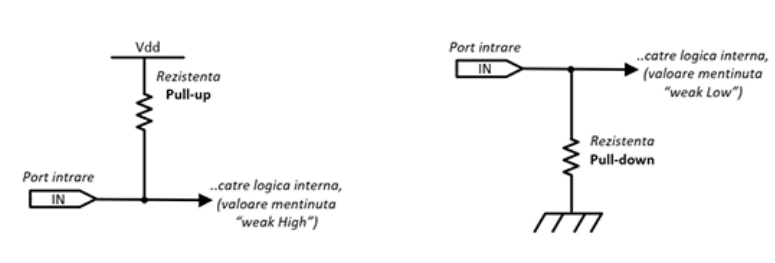 Vdd
Rezistenta
Pull-up
Port intrare
IN
..catre logica interna,
(valoare mentinuta
“weak High”)
Port intrare
IN
..catre logica interna,
(valoare mentinuta
“weak Low”)
Rezistenta
Pull-down